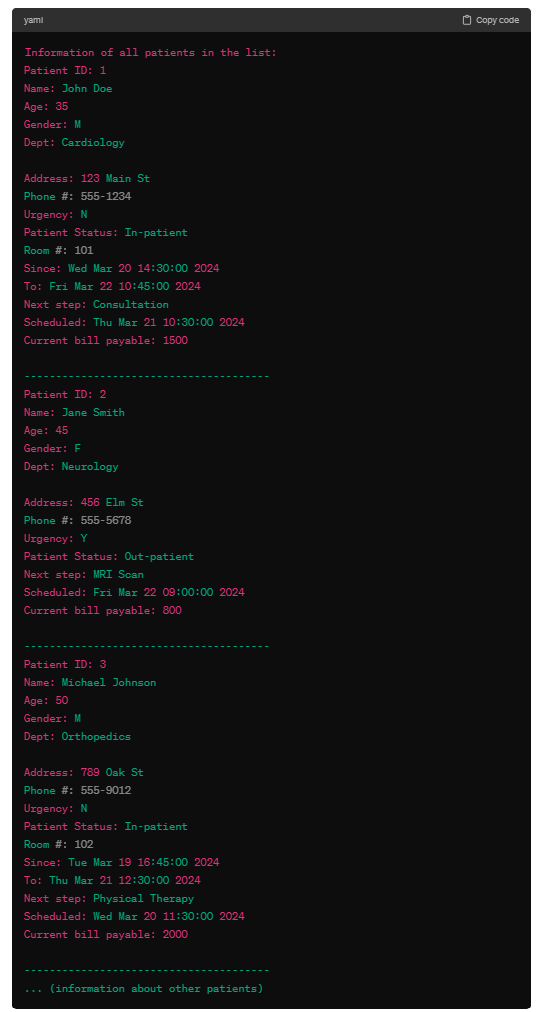 yaml
Copy code
Information of all patients in the list:
Patient ID: 1
Name: John Doe
Age: 35
Gender: M
Dept: Cardiology
Address: 123 Main St
Phone #: 555-1234
Urgency: N
Patient Status: In-patient
Room #: 101
Since: Wed Mar 20 14:30:00 2024
To: Fri Mar 22 10:45:00 2024
Next step: Consultation
Scheduled: Thu Mar 21 10:30:00 2024
Current bill payable: 1500
---------------------------------------
Patient ID: 2
Name: Jane Smith
Age: 45
Gender: F
Dept: Neurology
Address: 456 Elm St
Phone #: 555-5678
Urgency: Y
Patient Status: Out-patient
Next step: MRI Scan
Scheduled: Fri Mar 22 09:00:00 2024
Current bill payable: 800
---------------------------------------
Patient ID: 3
Name: Michael Johnson
Age: 50
Gender: M
Dept: Orthopedics
Address: 789 Oak St
Phone #: 555-9012
Urgency: N
Patient Status: In-patient
Room #: 102
Since: Tue Mar 19 16:45:00 2024
To: Thu Mar 21 12:30:00 2024
Next step: Physical Therapy
Scheduled: Wed Mar 20 11:30:00 2024
Current bill payable: 2000
---------------------------------------
... (information about other patients)